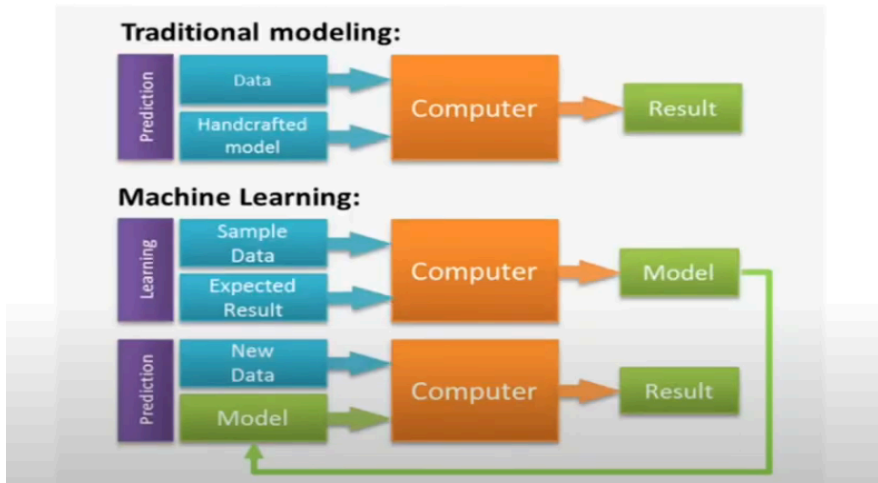 Traditional modeling:
Prediction
Data
Handcrafted
model
Computer
Result
Machine Learning:
Learning
Sample
Data
Expected
Result
Computer
Model
Prediction
New
Data
Model
Computer
Result